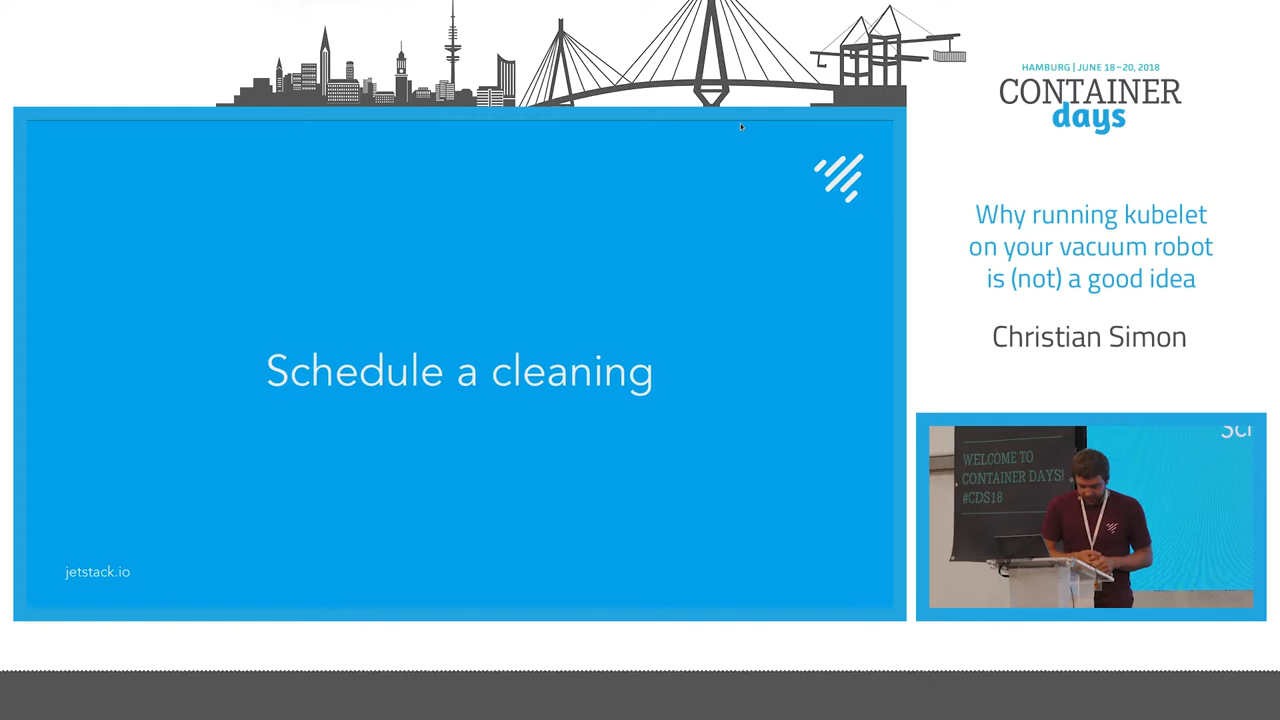 HAMBURG | JUNE 18–20, 2018
CONTAINER
days
Why running kubelet
on your vacuum robot
is (not) a good idea
Christian Simon
Schedule a cleaning
jetstack.io
WELCOME TO
CONTAINER DAYS!
#CDS18